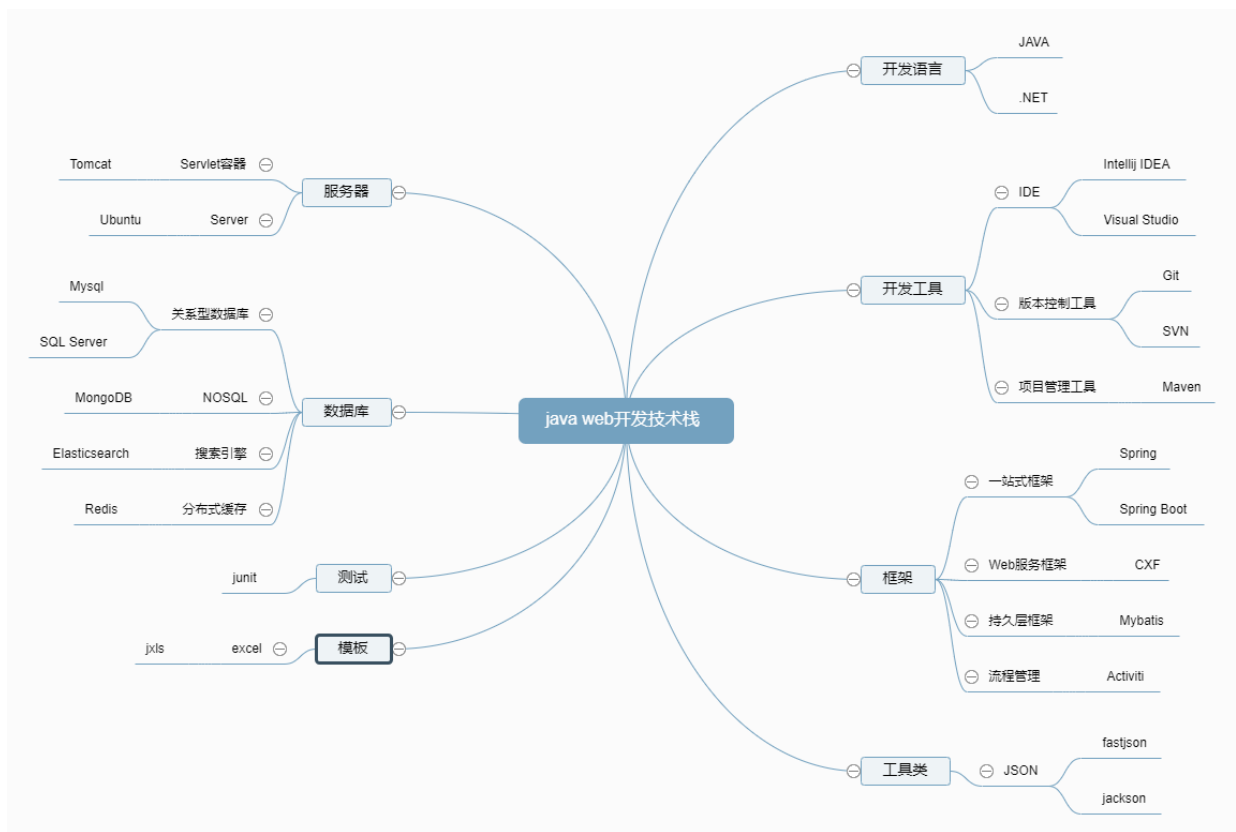 java web开发技术栈
开发语言
JAVA
.NET
开发工具
IDE
Intellij IDEA
Visual Studio
版本控制工具
Git
SVN
项目管理工具
Maven
框架
一站式框架
Spring
Spring Boot
Web服务框架
CXF
持久层框架
Mybatis
流程管理
Activiti
工具类
JSON
fastjson
jackson
服务器
Servlet容器
Tomcat
Server
Ubuntu
数据库
关系型数据库
Mysql
SQL Server
NOSQL
MongoDB
搜索引擎
Elasticsearch
分布式缓存
Redis
测试
junit
模板
excel
jxls